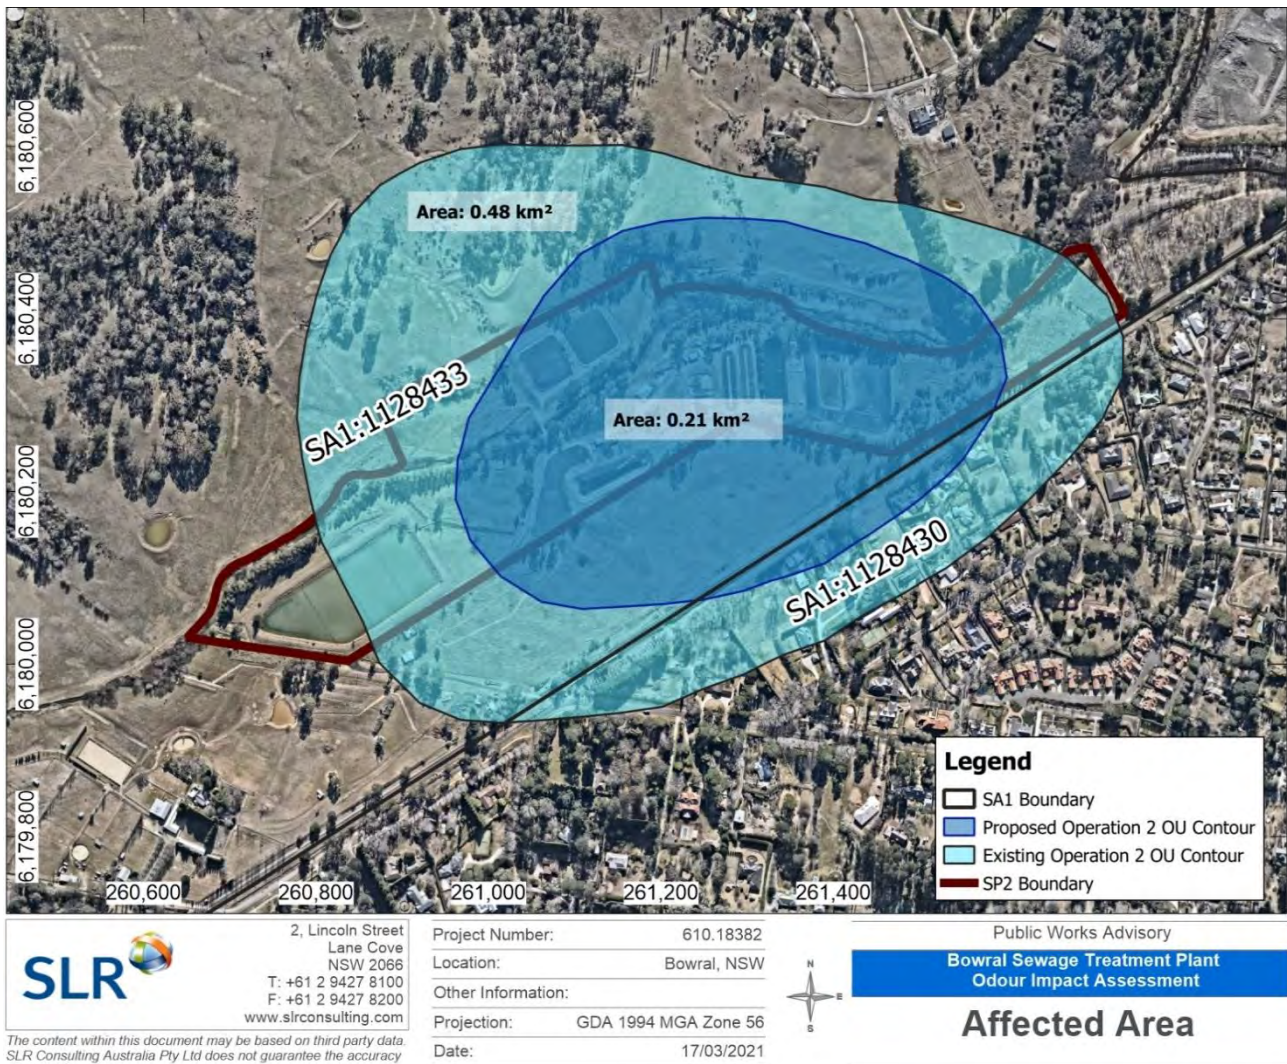 6,180,600
6,180,400
6,180,200
6,180,000
6,179,800
Area: 0.48 km²
SA1:1128433
Area: 0.21 km²
SA1:1128430
260,600
260,800
261,000
261,200
261,400
Legend
SA1 Boundary
Proposed Operation 2 OU Contour
Existing Operation 2 OU Contour
SP2 Boundary
SLR
2, Lincoln Street
Lane Cove
NSW 2066
T: +61 2 9427 8100
F: +61 2 9427 8200
www.slrconsulting.com
The content within this document may be based on third party data.
SLR Consulting Australia Pty Ltd does not guarantee the accuracy
Project Number: 610.18382
Location: Bowral, NSW
Other Information:
Projection: GDA 1994 MGA Zone 56
Date: 17/03/2021
N
E
S
Public Works Advisory
Bowral Sewage Treatment Plant
Odour Impact Assessment
Affected Area